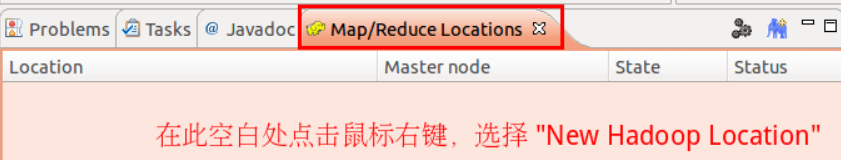 Problems Tasks @ Javadoc Map/Reduce Locations
Location Master node State Status
在此空白处点击鼠标右键，选择 "New Hadoop Location"